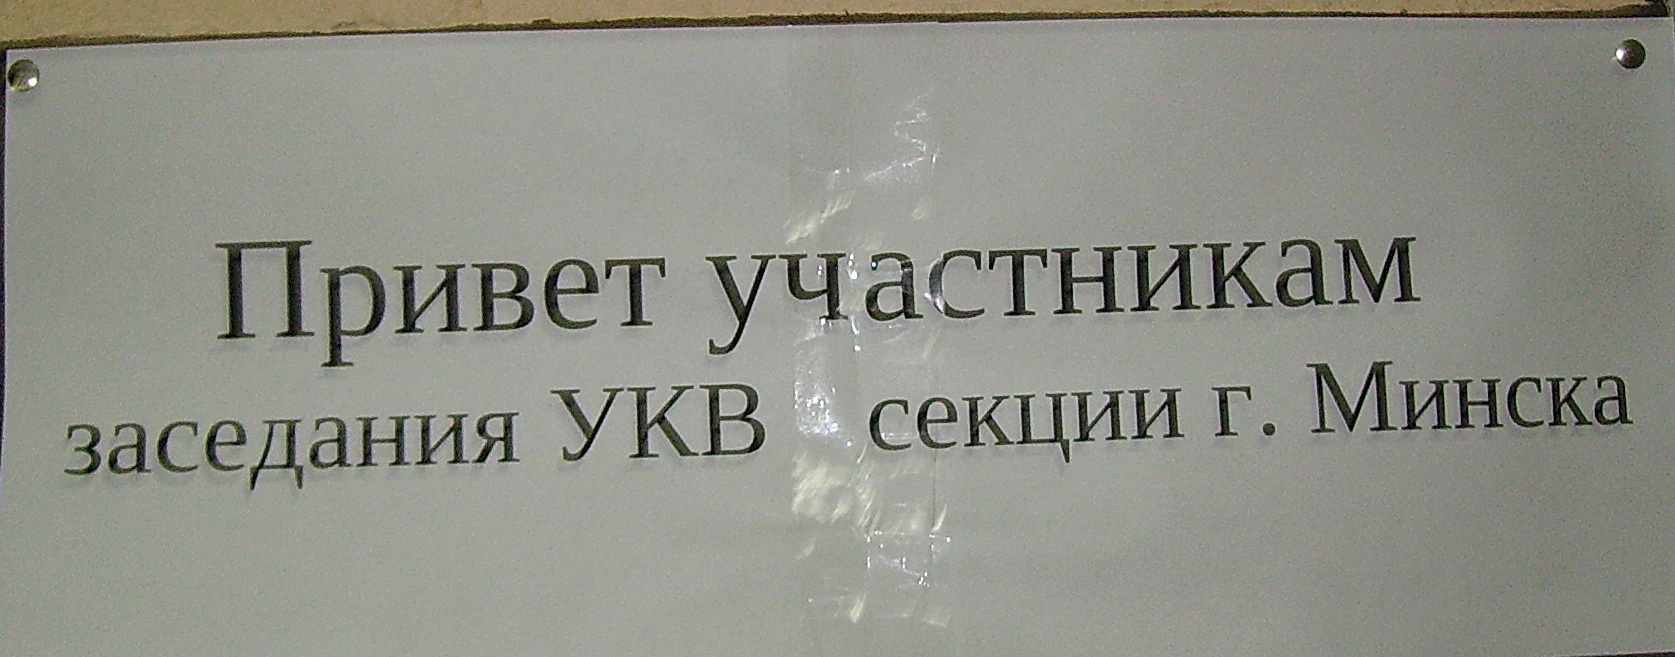 Привет участникам
заседания УКВ секции г. Минска